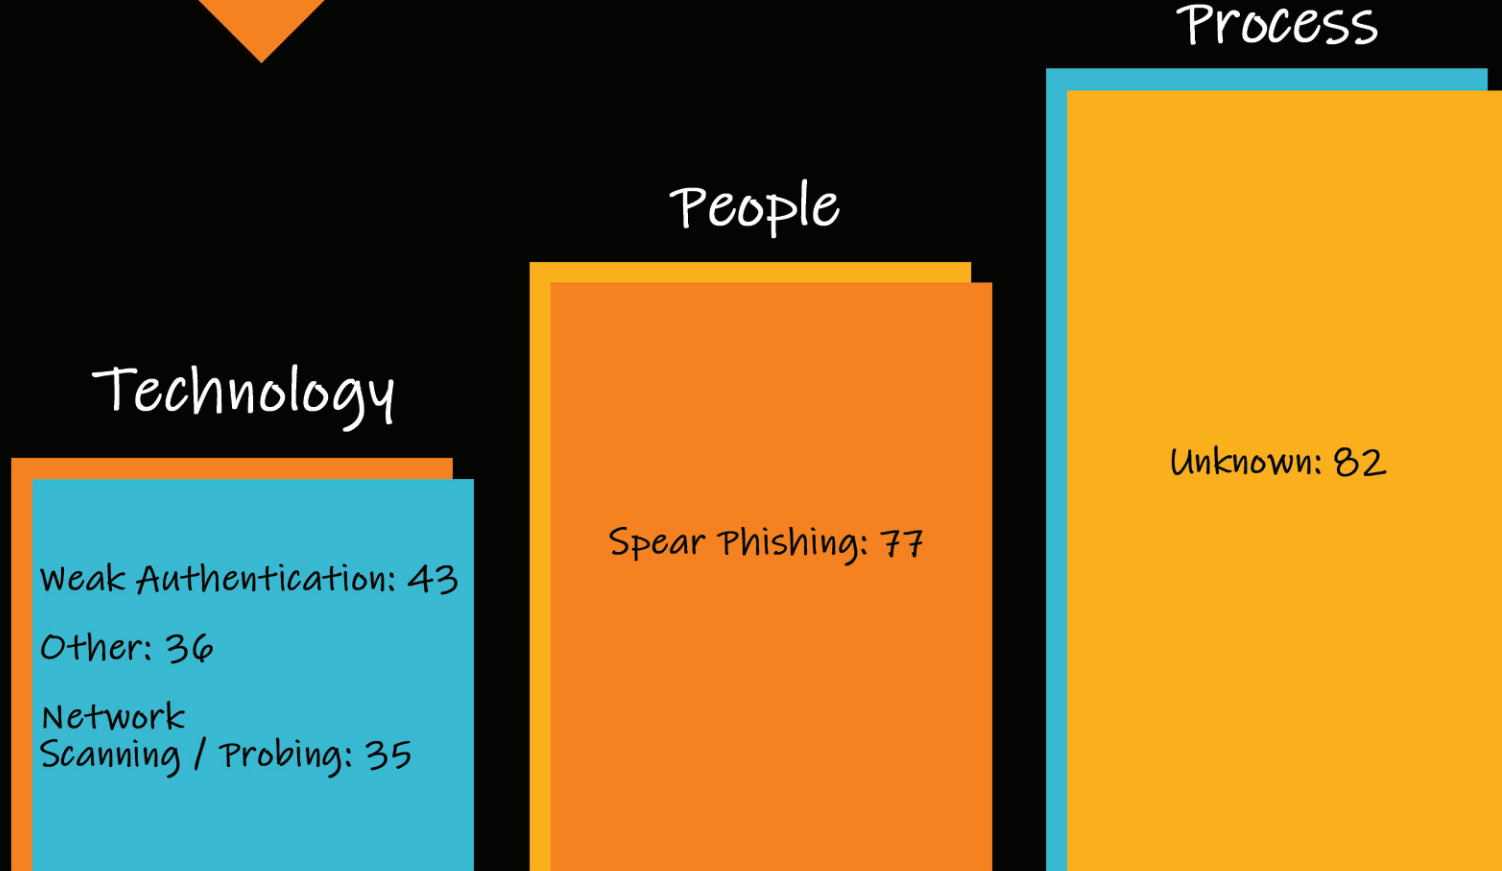 Technology
Weak Authentication: 43
Other: 36
Network
Scanning / Probing: 35
People
Spear Phishing: 77
Process
Unknown: 82